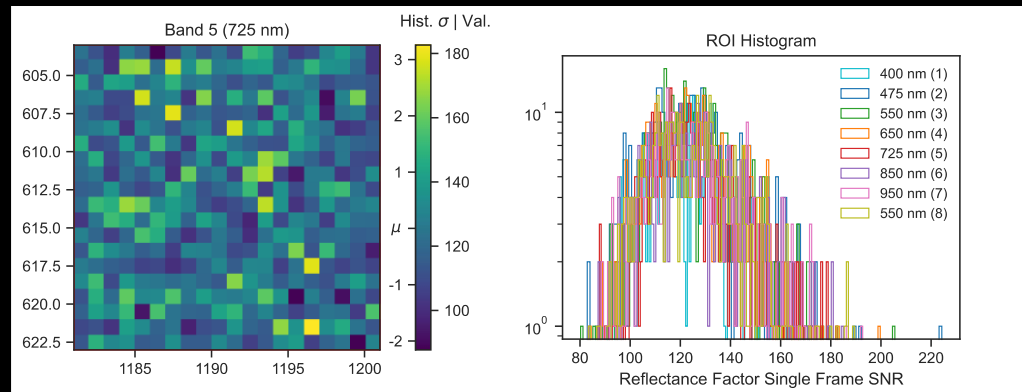 Band 5 (725 nm)
Hist. σ | Val.
605.0
607.5
610.0
612.5
615.0
617.5
620.0
622.5
1185
1190
1195
1200
3
2
1
μ
-1
-2
180
160
140
120
100
ROI Histogram
10¹
10⁰
80
100
120
140
160
180
200
220
Reflectance Factor Single Frame SNR
400 nm (1)
475 nm (2)
550 nm (3)
650 nm (4)
725 nm (5)
850 nm (6)
950 nm (7)
550 nm (8)